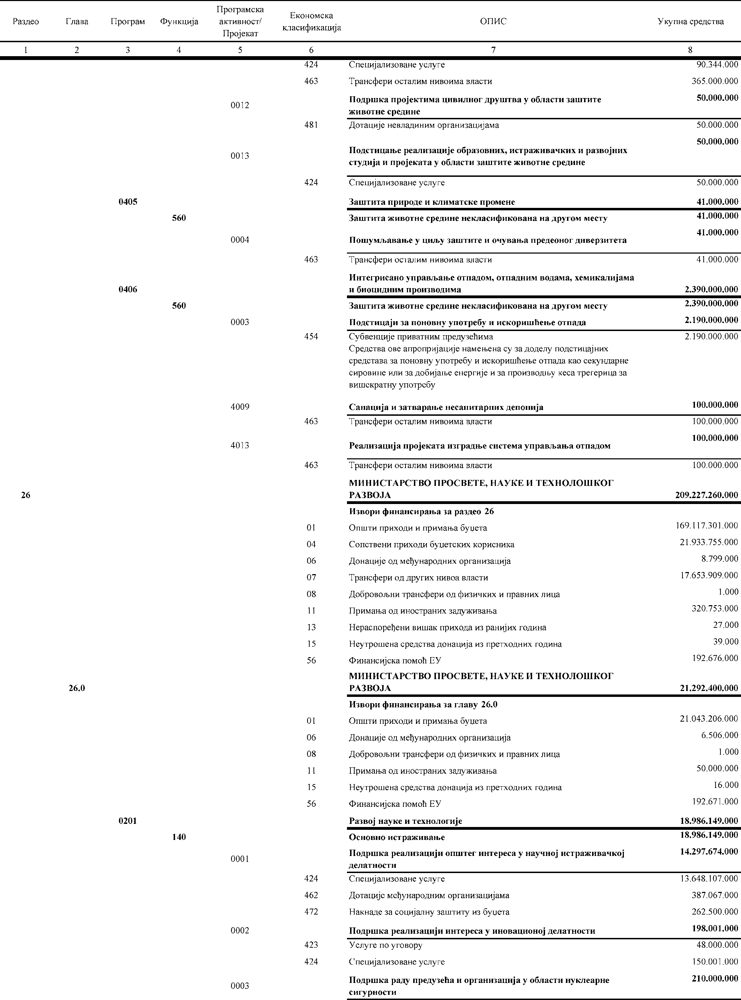 Раздео Глава Програм Функција Програмска активност/ Пројекат Економска класификација ОПИС Укупна средства
1 2 3 4 5 6 7 8
424 Специјализоване услуге 90.344.000
463 Трансфери осталим нивоима власти 365.000.000
0012 Подршка пројектима цивилног друштва у области заштите 50.000.000
животне средине
481 Дотације невладиним организацијама 50.000.000
50.000.000
0013 Подстицање реализације образовних, истраживачких и развојних
студија и пројеката у области заштите животне средине
424 Специјализоване услуге 50.000.000
0405 Заштита природе и климатске промене 41.000.000
560 Заштита животне средине некласификована на другом месту 41.000.000
41.000.000
0004 Пошумљавање у циљу заштите и очувања предеоног диверзитета
463 Трансфери осталим нивоима власти 41.000.000
Интегрисано управљање отпадом, отпадним водама, хемикалијама
0406 и биоцидним производима 2.390.000.000
560 Заштита животне средине некласификована на другом месту 2.390.000.000
0003 Подстицаји за поновну употребу и искоришћење отпада 2.190.000.000
454 Субвенције приватним предузећима 2.190.000.000
Средства ове апропријације намењена су за доделу подстицајних
средстава за поновну употребу и искоришћење отпада као секундарне
сировине или за добијање енергије и за производњу кеса трегерица за
вишекратну употребу
4009 Санација и затварање несанитарних депонија 100.000.000
463 Трансфери осталим нивоима власти 100.000.000
100.000.000
4013 Реализација пројеката изградње система управљања отпадом
463 Трансфери осталим нивоима власти 100.000.000
МИНИСТАРСТВО ПРОСВЕТЕ, НАУКЕ И ТЕХНОЛОШКОГ
26 РАЗВОЈА 209.227.260.000
Извори финансирања за раздео 26
01 Општи приходи и примања буџета 169.117.301.000
04 Сопствени приходи буџетских корисника 21.933.755.000
06 Донације од међународних организација 8.799.000
07 Трансфери од других нивоа власти 17.653.909.000
08 Добровољни трансфери од физичких и правних лица 1.000
11 Примања од иностраних задуживања 320.753.000
13 Нераспоређени вишак прихода из ранијих година 27.000
15 Неутрошена средства донација из претходних година 39.000
56 Финансијска помоћ ЕУ 192.676.000
МИНИСТАРСТВО ПРОСВЕТЕ, НАУКЕ И ТЕХНОЛОШКОГ
26.0 РАЗВОЈА 21.292.400.000
Извори финансирања за главу 26.0
01 Општи приходи и примања буџета 21.043.206.000
06 Донације од међународних организација 6.506.000
08 Добровољни трансфери од физичких и правних лица 1.000
11 Примања од иностраних задуживања 50.000.000
15 Неутрошена средства донација из претходних година 16.000
56 Финансијска помоћ ЕУ 192.671.000
0201 Развој науке и технологије 18.986.149.000
140 Основно истраживање 18.986.149.000
0001 Подршка реализацији општег интереса у научној истраживачкој 14.297.674.000
делатности
424 Специјализоване услуге 13.648.107.000
462 Дотације међународним организацијама 387.067.000
472 Накнаде за социјалну заштиту из буџета 262.500.000
0002 Подршка реализацији интереса у иновационој делатности 198.001.000
423 Услуге по уговору 48.000.000
424 Специјализоване услуге 150.001.000
0003 Подршка раду предузећа и организација у области нуклеарне 210.000.000
сигурности